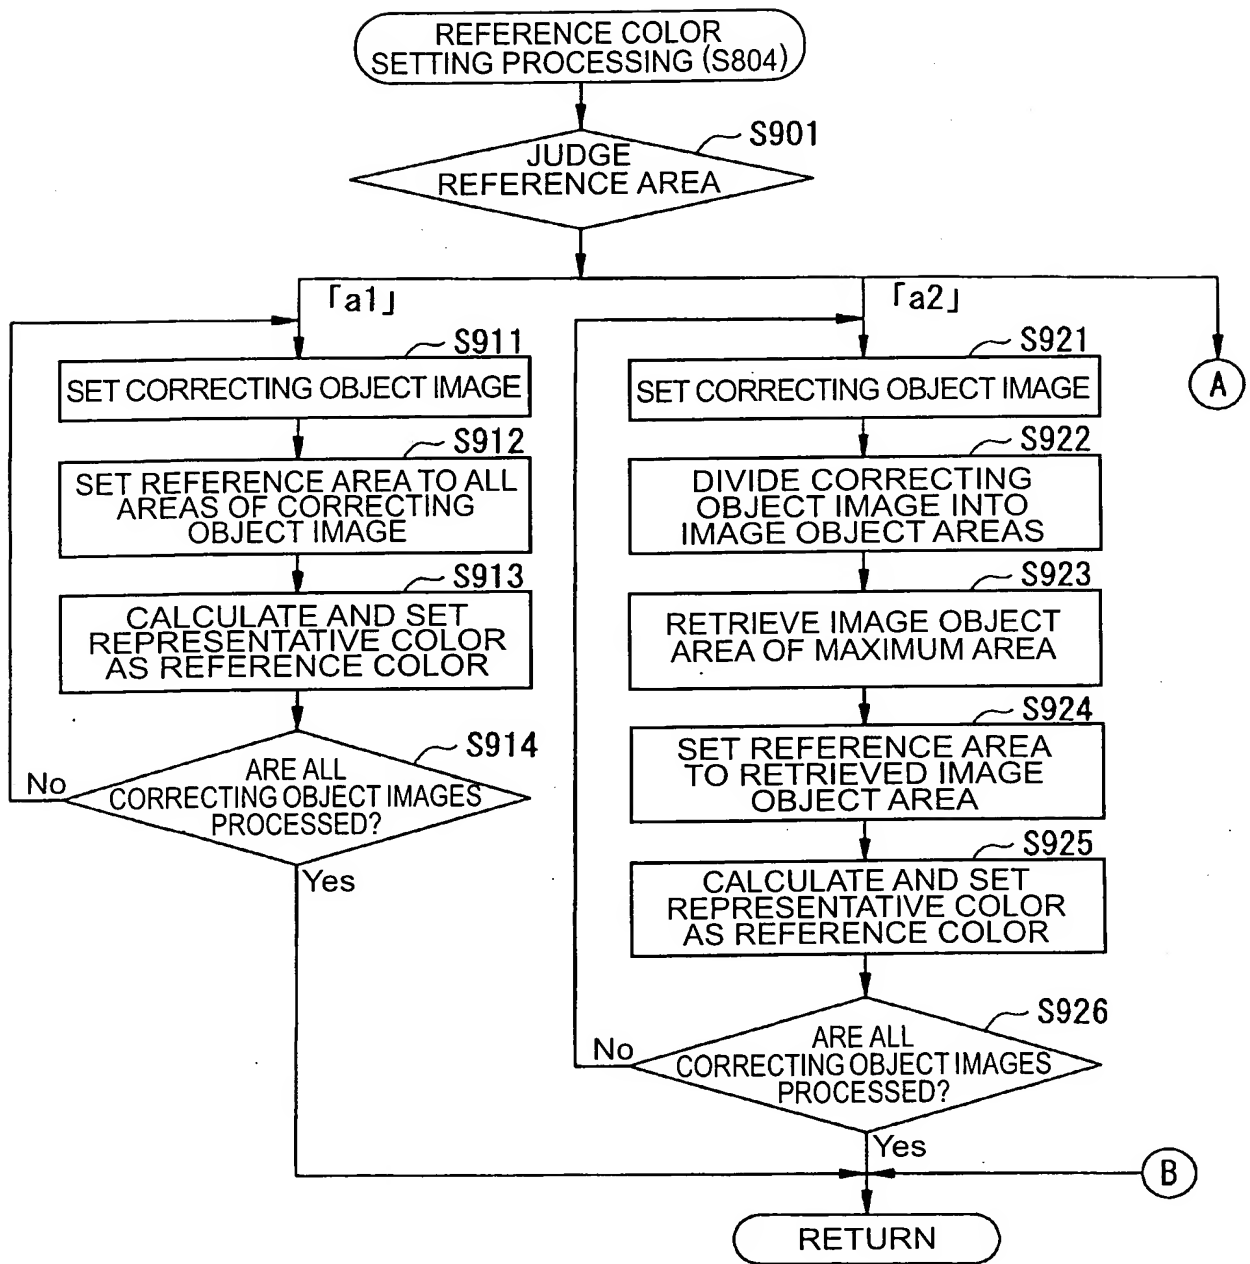 REFERENCE COLOR
SETTING PROCESSING (S804)
S901
JUDGE
REFERENCE AREA
「a1」
「a2」
A
S911
SET CORRECTING OBJECT IMAGE
S912
SET REFERENCE AREA TO ALL
AREAS OF CORRECTING
OBJECT IMAGE
S913
CALCULATE AND SET
REPRESENTATIVE COLOR
AS REFERENCE COLOR
S914
ARE ALL
CORRECTING OBJECT IMAGES
PROCESSED?
No
Yes
S921
SET CORRECTING OBJECT IMAGE
S922
DIVIDE CORRECTING
OBJECT IMAGE INTO
IMAGE OBJECT AREAS
S923
RETRIEVE IMAGE OBJECT
AREA OF MAXIMUM AREA
S924
SET REFERENCE AREA
TO RETRIEVED IMAGE
OBJECT AREA
S925
CALCULATE AND SET
REPRESENTATIVE COLOR
AS REFERENCE COLOR
S926
ARE ALL
CORRECTING OBJECT IMAGES
PROCESSED?
No
Yes
B
RETURN